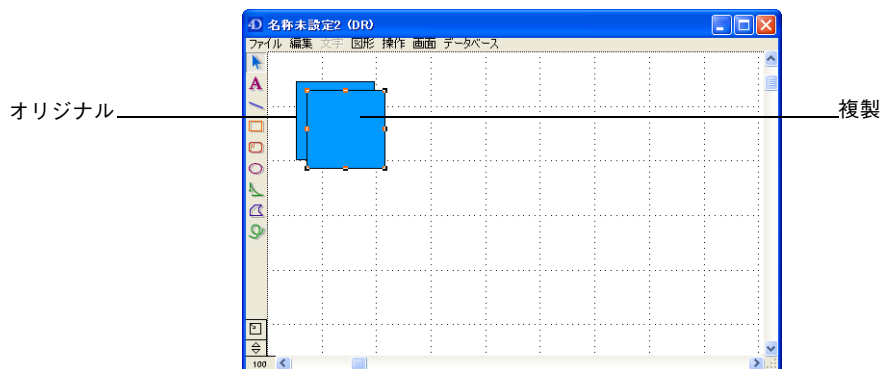 名称未設定2 (DR)
ファイル 編集 文字 図形 操作 画面 データベース
A
オリジナル
複製
100